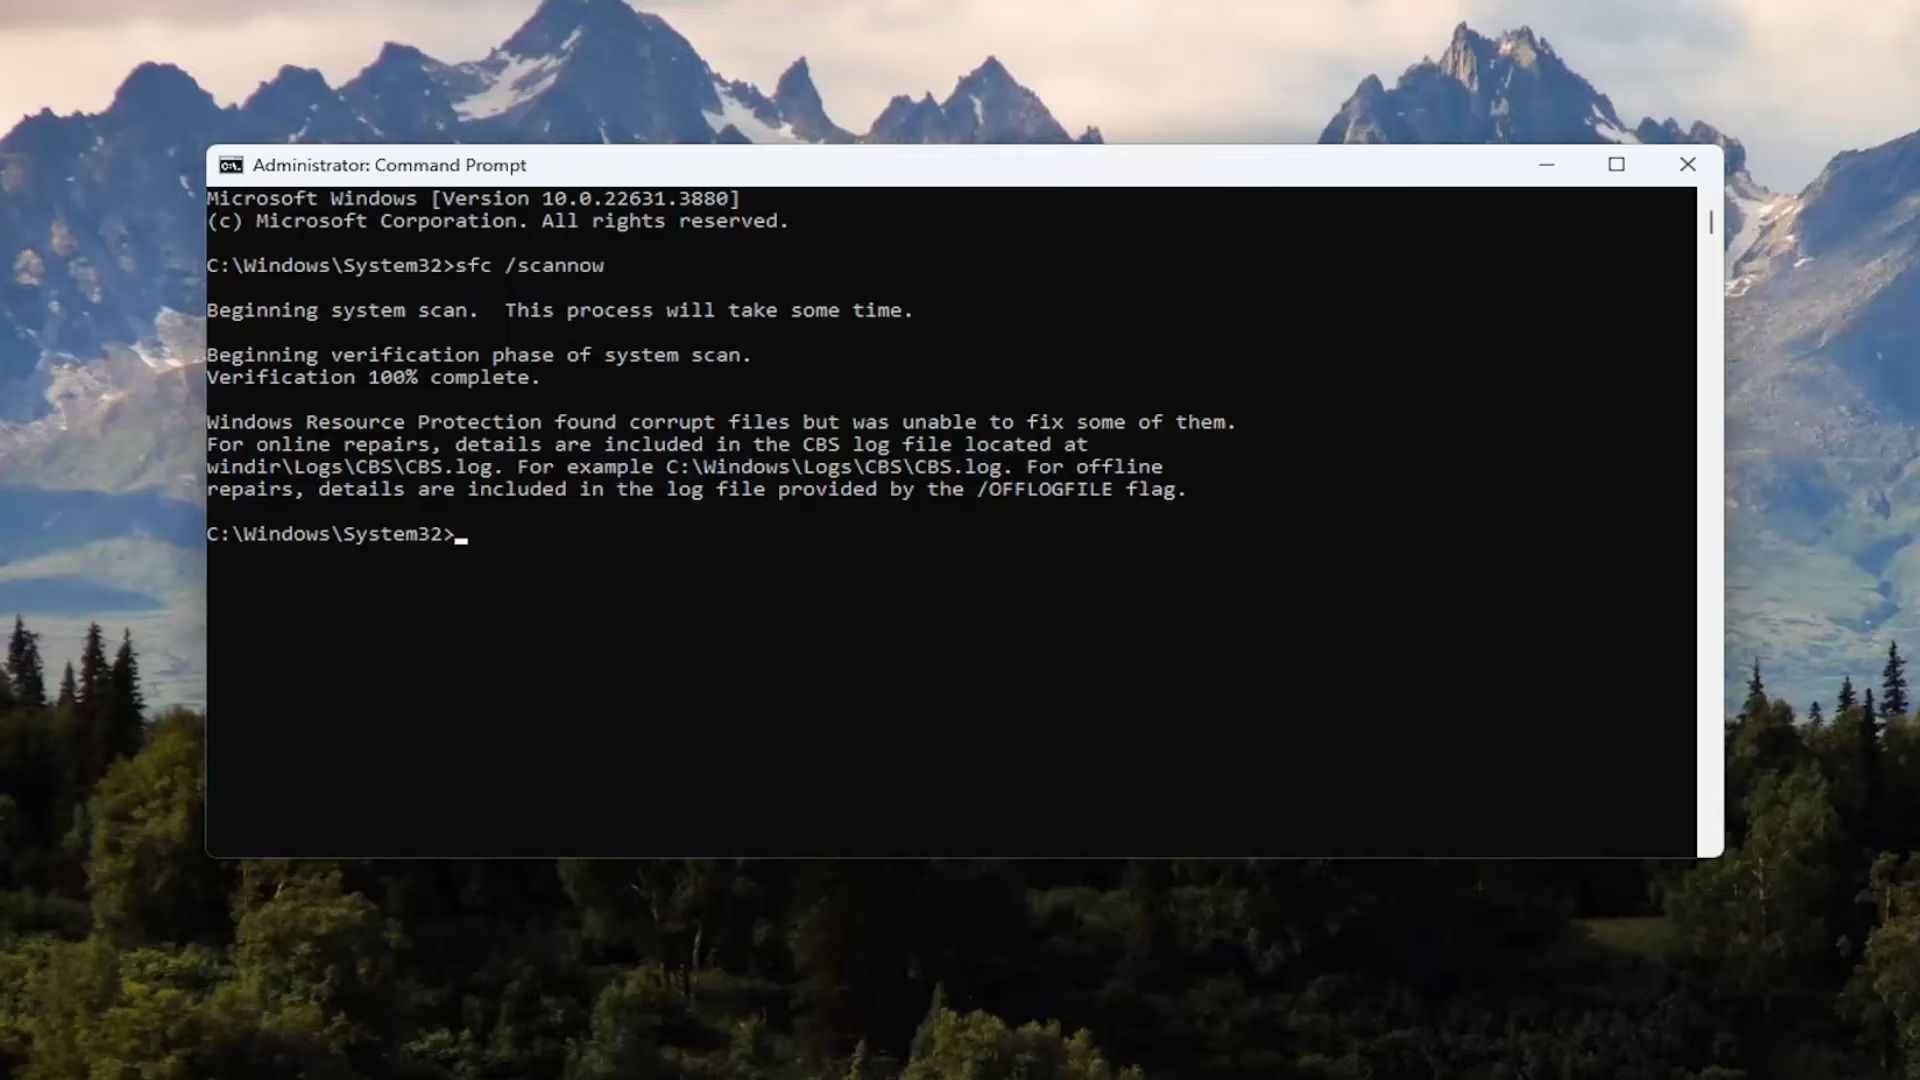 Administrator: Command Prompt
Microsoft Windows [Version 10.0.22631.3880]
(c) Microsoft Corporation. All rights reserved.
C:\Windows\System32>sfc /scannow
Beginning system scan.  This process will take some time.
Beginning verification phase of system scan.
Verification 100% complete.
Windows Resource Protection found corrupt files but was unable to fix some of them.
For online repairs, details are included in the CBS log file located at
windir\Logs\CBS\CBS.log. For example C:\Windows\Logs\CBS\CBS.log. For offline
repairs, details are included in the log file provided by the /OFFLOGFILE flag.
C:\Windows\System32>